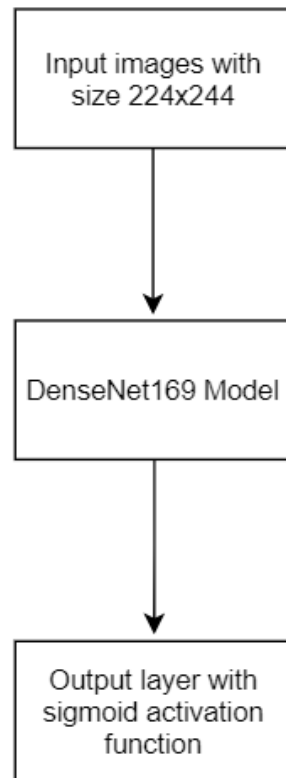 Input images with
size 224x244
DenseNet169 Model
Output layer with
sigmoid activation
function